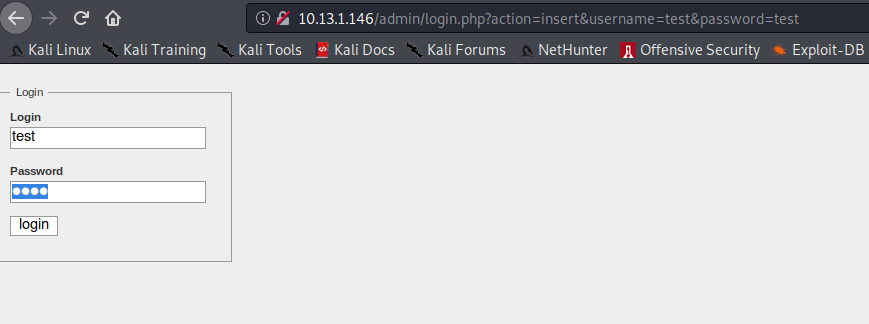 10.13.1.146/admin/login.php?action=insert&username=test&password=test
Kali Linux Kali Training Kali Tools Kali Docs Kali Forums NetHunter Offensive Security Exploit-DB
Login
Login
test
Password
••••
login